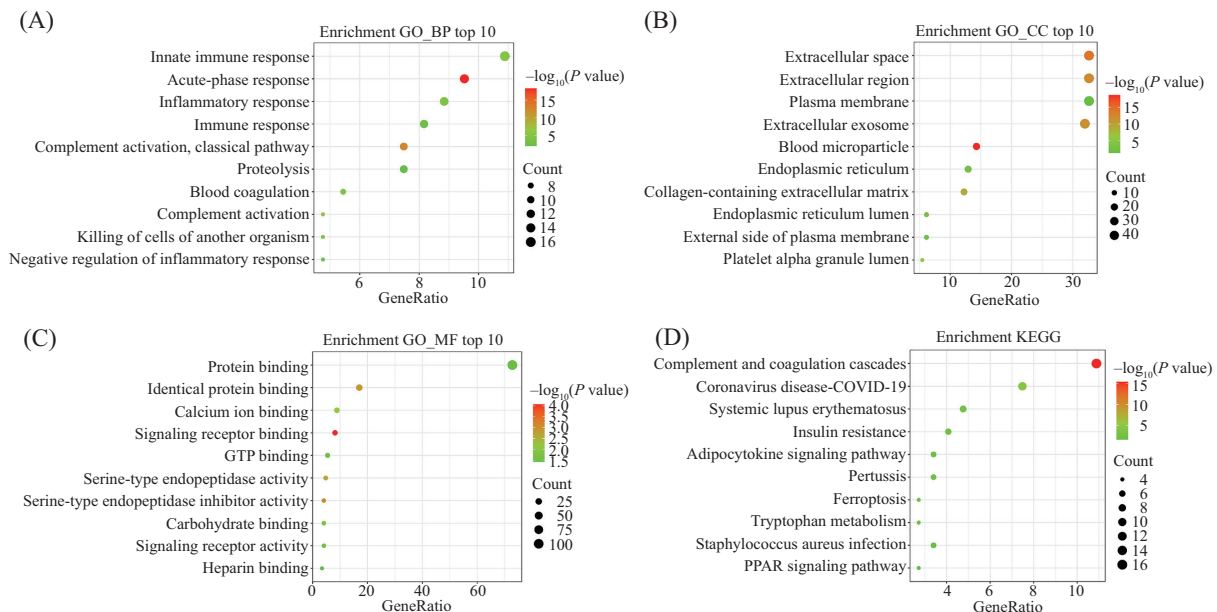 (A)
Enrichment GO_BP top 10
Innate immune response
Acute-phase response
Inflammatory response
Immune response
Complement activation, classical pathway
Proteolysis
Blood coagulation
Complement activation
Killing of cells of another organism
Negative regulation of inflammatory response
6 8 10
GeneRatio
–log10(P value)
15
10
5
Count
8
10
12
14
16
(B)
Enrichment GO_CC top 10
Extracellular space
Extracellular region
Plasma membrane
Extracellular exosome
Blood microparticle
Endoplasmic reticulum
Collagen-containing extracellular matrix
Endoplasmic reticulum lumen
External side of plasma membrane
Platelet alpha granule lumen
10 20 30
GeneRatio
–log10(P value)
15
10
5
Count
10
20
30
40
(C)
Enrichment GO_MF top 10
Protein binding
Identical protein binding
Calcium ion binding
Signaling receptor binding
GTP binding
Serine-type endopeptidase activity
Serine-type endopeptidase inhibitor activity
Carbohydrate binding
Signaling receptor activity
Heparin binding
0 20 40 60
GeneRatio
–log10(P value)
4.0
3.5
3.0
2.5
2.0
1.5
Count
25
50
75
100
(D)
Enrichment KEGG
Complement and coagulation cascades
Coronavirus disease-COVID-19
Systemic lupus erythematosus
Insulin resistance
Adipocytokine signaling pathway
Pertussis
Ferroptosis
Tryptophan metabolism
Staphylococcus aureus infection
PPAR signaling pathway
4 6 8 10
GeneRatio
–log10(P value)
15
10
5
Count
4
6
8
10
12
14
16